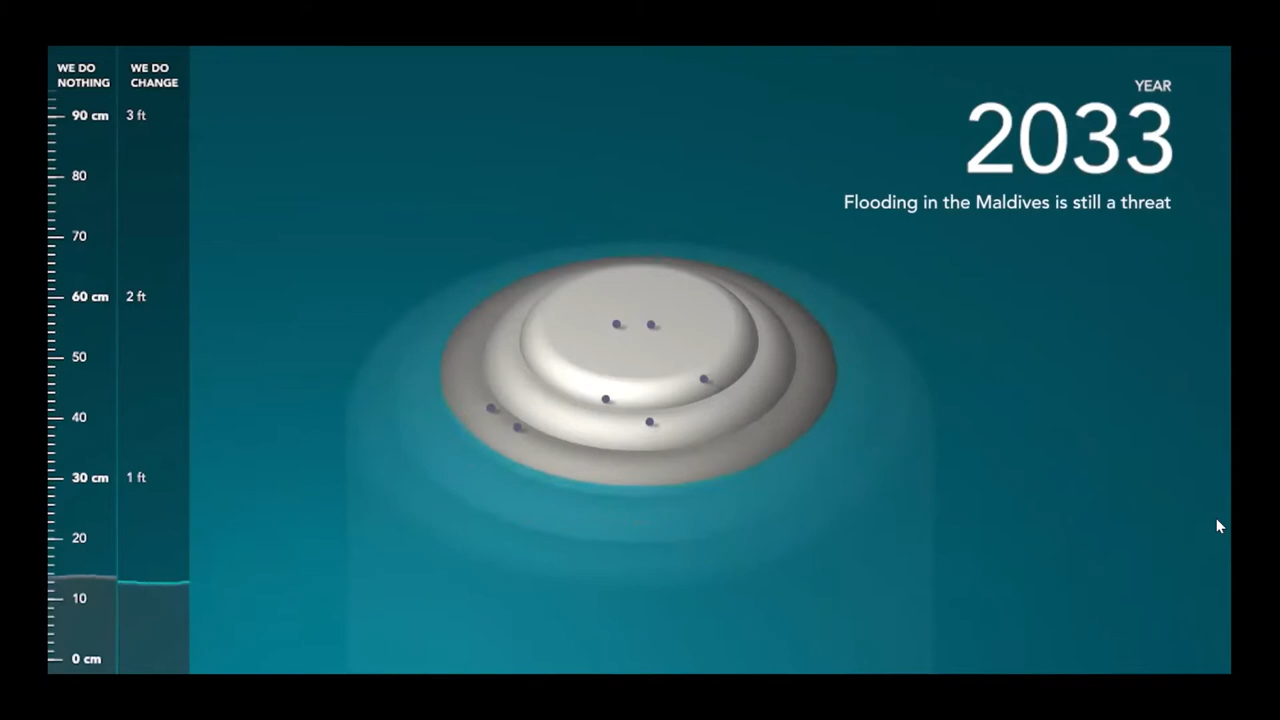 WE DO
NOTHING
WE DO
CHANGE
90 cm
3 ft
80
70
60 cm
2 ft
50
40
30 cm
1 ft
20
10
0 cm
YEAR
2033
Flooding in the Maldives is still a threat